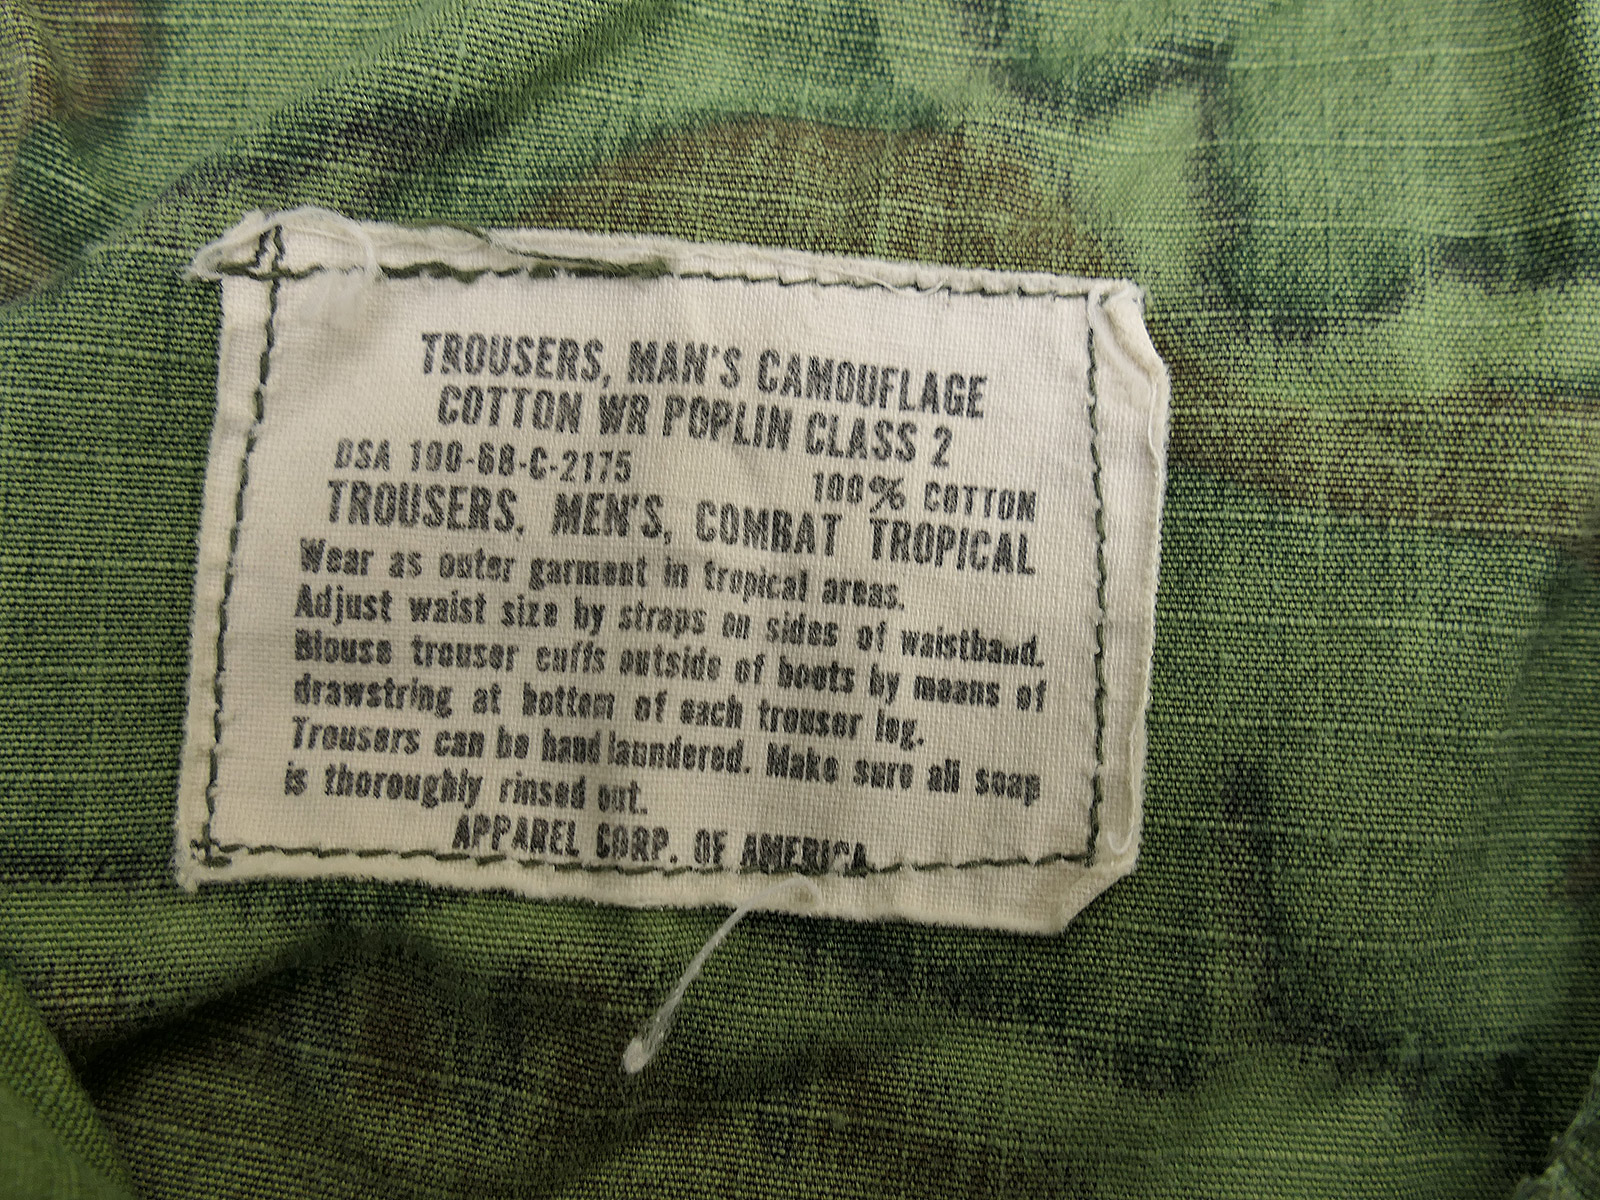 TROUSERS, MAN'S CAMOUFLAGE
COTTON WR POPLIN CLASS 2
DSA 100-68-C-2175 100% COTTON
TROUSERS, MEN'S, COMBAT TROPICAL
Wear as outer garment in tropical areas.
Adjust waist size by straps on sides of waistband.
Blouse trouser cuffs outside of boots by means of
drawstring at bottom of each trouser leg.
Trousers can be hand laundered. Make sure all soap
is thoroughly rinsed out.
APPAREL CORP. OF AMERICA